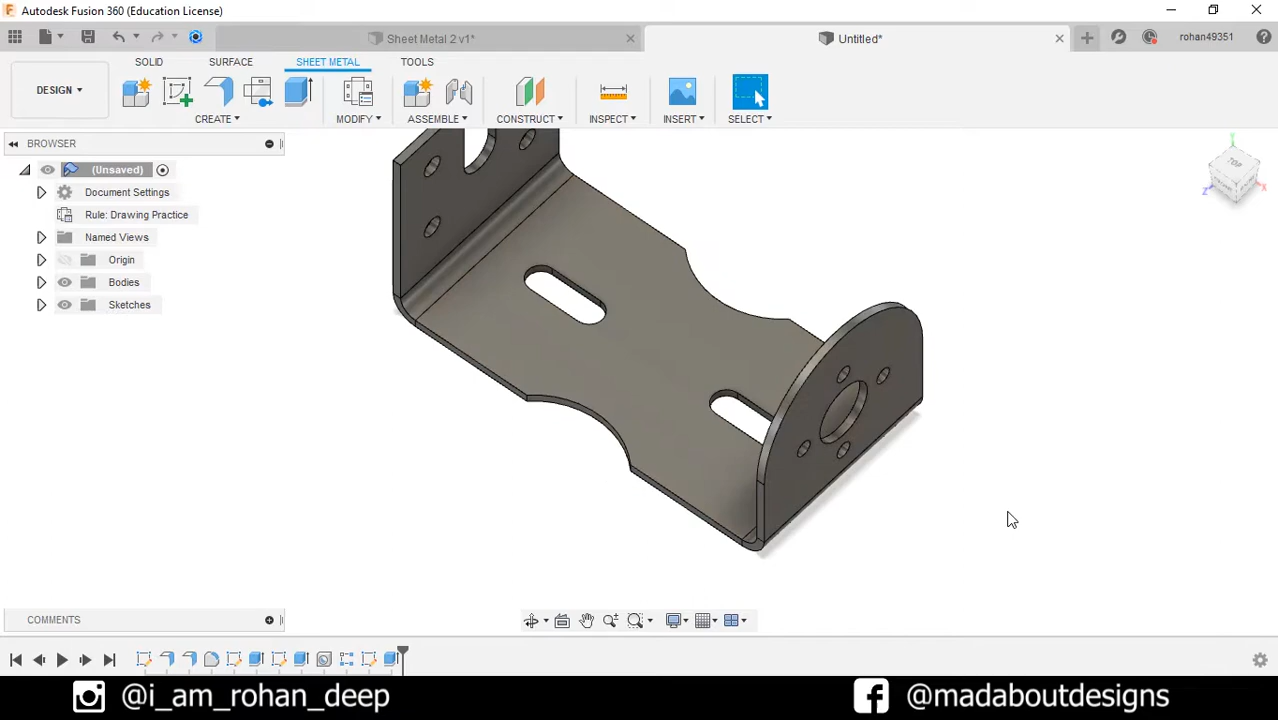 Autodesk Fusion 360 (Education License)
Sheet Metal 2 v1*
Untitled*
rohan49351
DESIGN
SOLID
SURFACE
SHEET METAL
TOOLS
CREATE
MODIFY
ASSEMBLE
CONSTRUCT
INSPECT
INSERT
SELECT
BROWSER
(Unsaved)
Document Settings
Rule: Drawing Practice
Named Views
Origin
Bodies
Sketches
TOP
COMMENTS
@i_am_rohan_deep
@madaboutdesigns